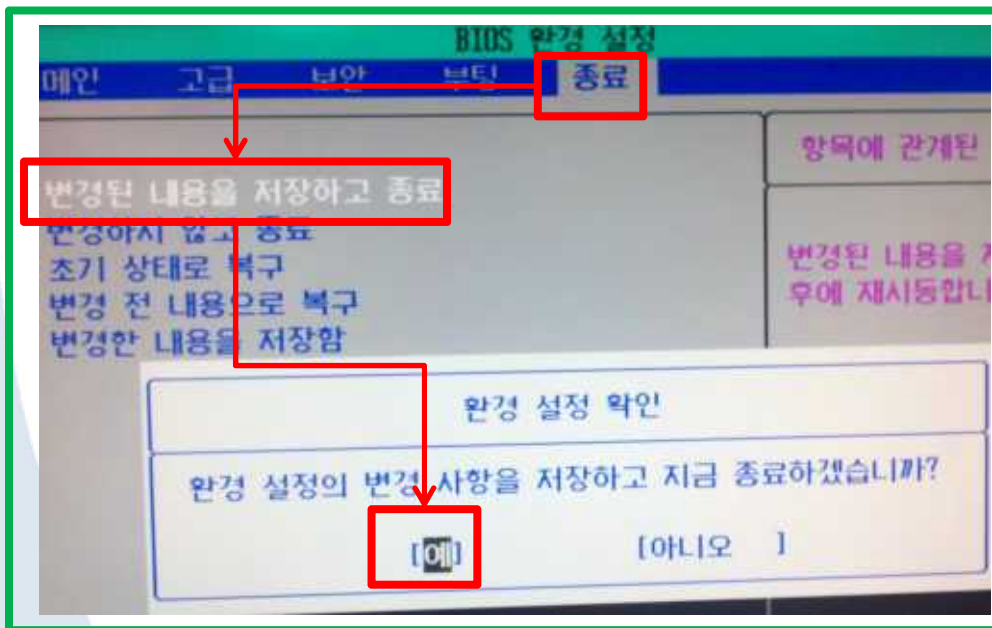 BIOS 환경 설정
메인 고급 보안 부팅 종료
항목에 관계된
변경된 내용을 저장하고 종료
변경하지 않고 종료
초기 상태로 복구
변경 전 내용으로 복구
변경한 내용을 저장함
변경된 내용을
후에 재시동합니
환경 설정 확인
환경 설정의 변경 사항을 저장하고 지금 종료하겠습니까?
[예] [아니오 ]